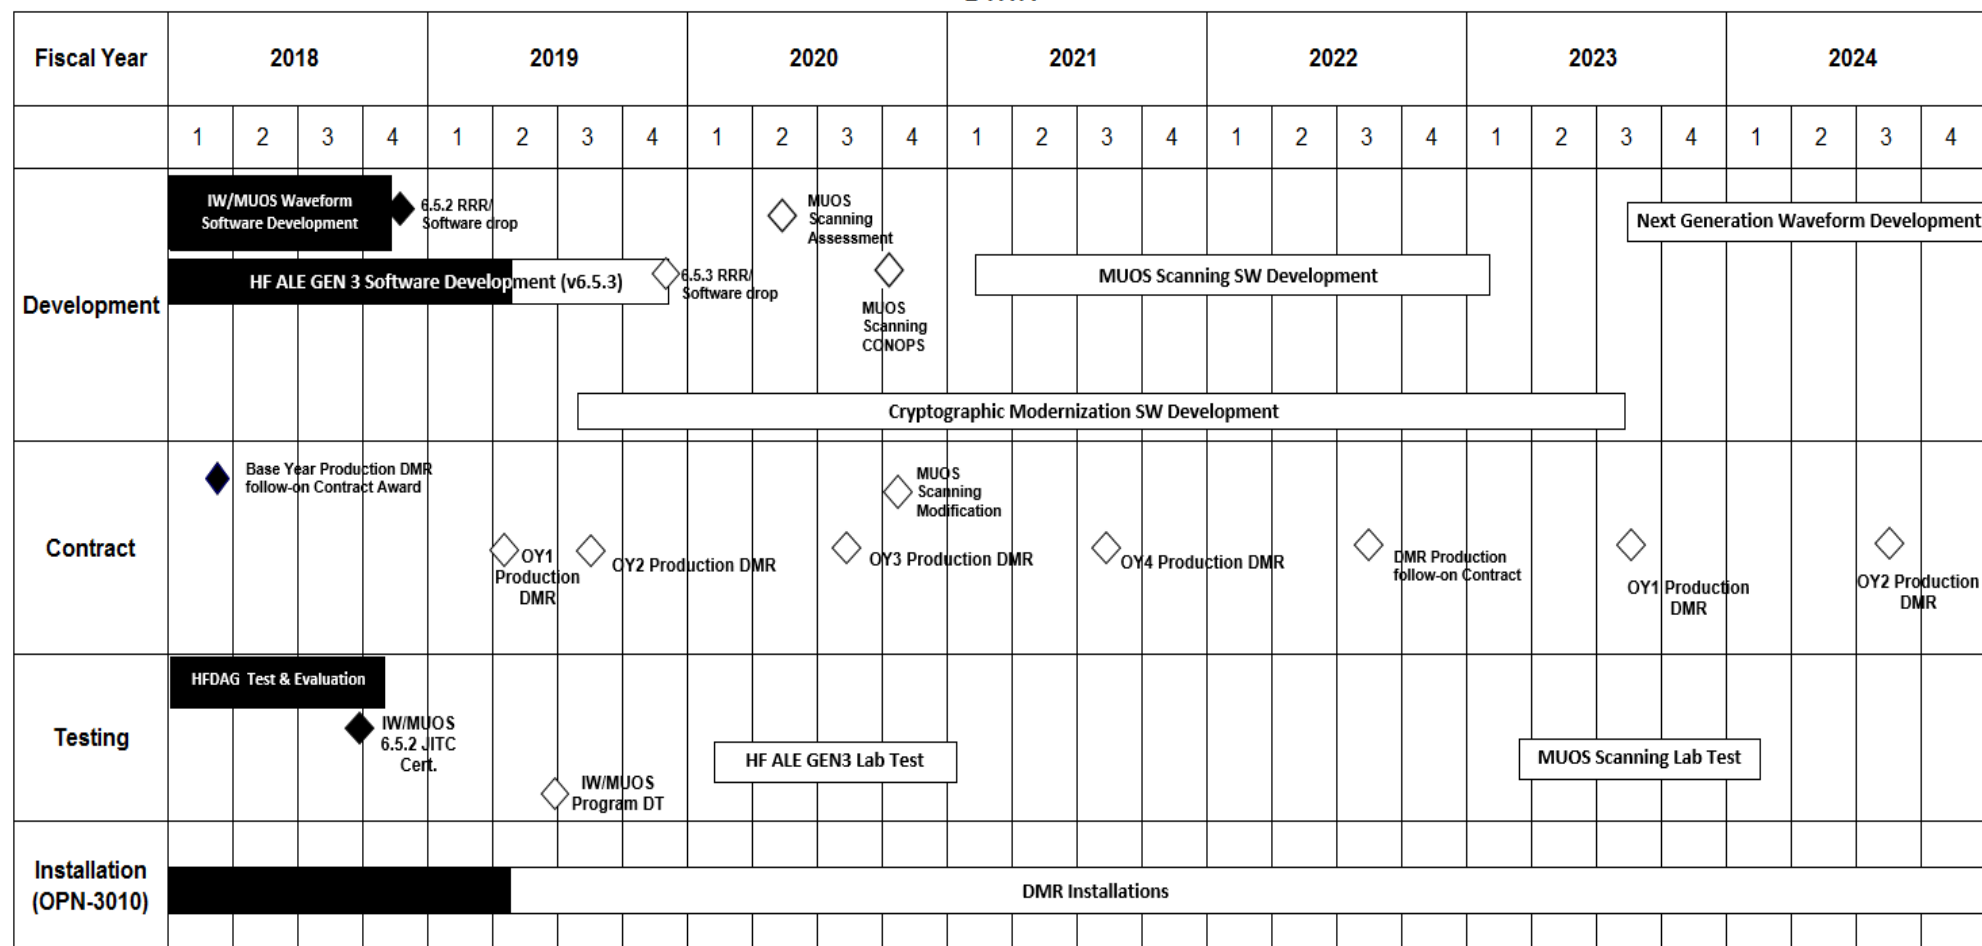 Fiscal Year 2018 2019 2020 2021 2022 2023 2024
1 2 3 4 1 2 3 4 1 2 3 4 1 2 3 4 1 2 3 4 1 2 3 4 1 2 3 4
Development
IW/MUOS Waveform
Software Development
6.5.2 RRR/
Software drop
MUOS
Scanning
Assessment
Next Generation Waveform Development
HF ALE GEN 3 Software Development (v6.5.3)
6.5.3 RRR/
Software drop
MUOS
Scanning
CONOPS
MUOS Scanning SW Development
Cryptographic Modernization SW Development
Contract
Base Year Production DMR
follow-on Contract Award
MUOS
Scanning
Modification
OY1
Production
DMR
OY2 Production DMR
OY3 Production DMR
OY4 Production DMR
DMR Production
follow-on Contract
OY1 Production
DMR
OY2 Production
DMR
Testing
HFDAG Test & Evaluation
IW/MUOS
6.5.2 JITC
Cert.
IW/MUOS
Program DT
HF ALE GEN3 Lab Test
MUOS Scanning Lab Test
Installation
(OPN-3010)
DMR Installations